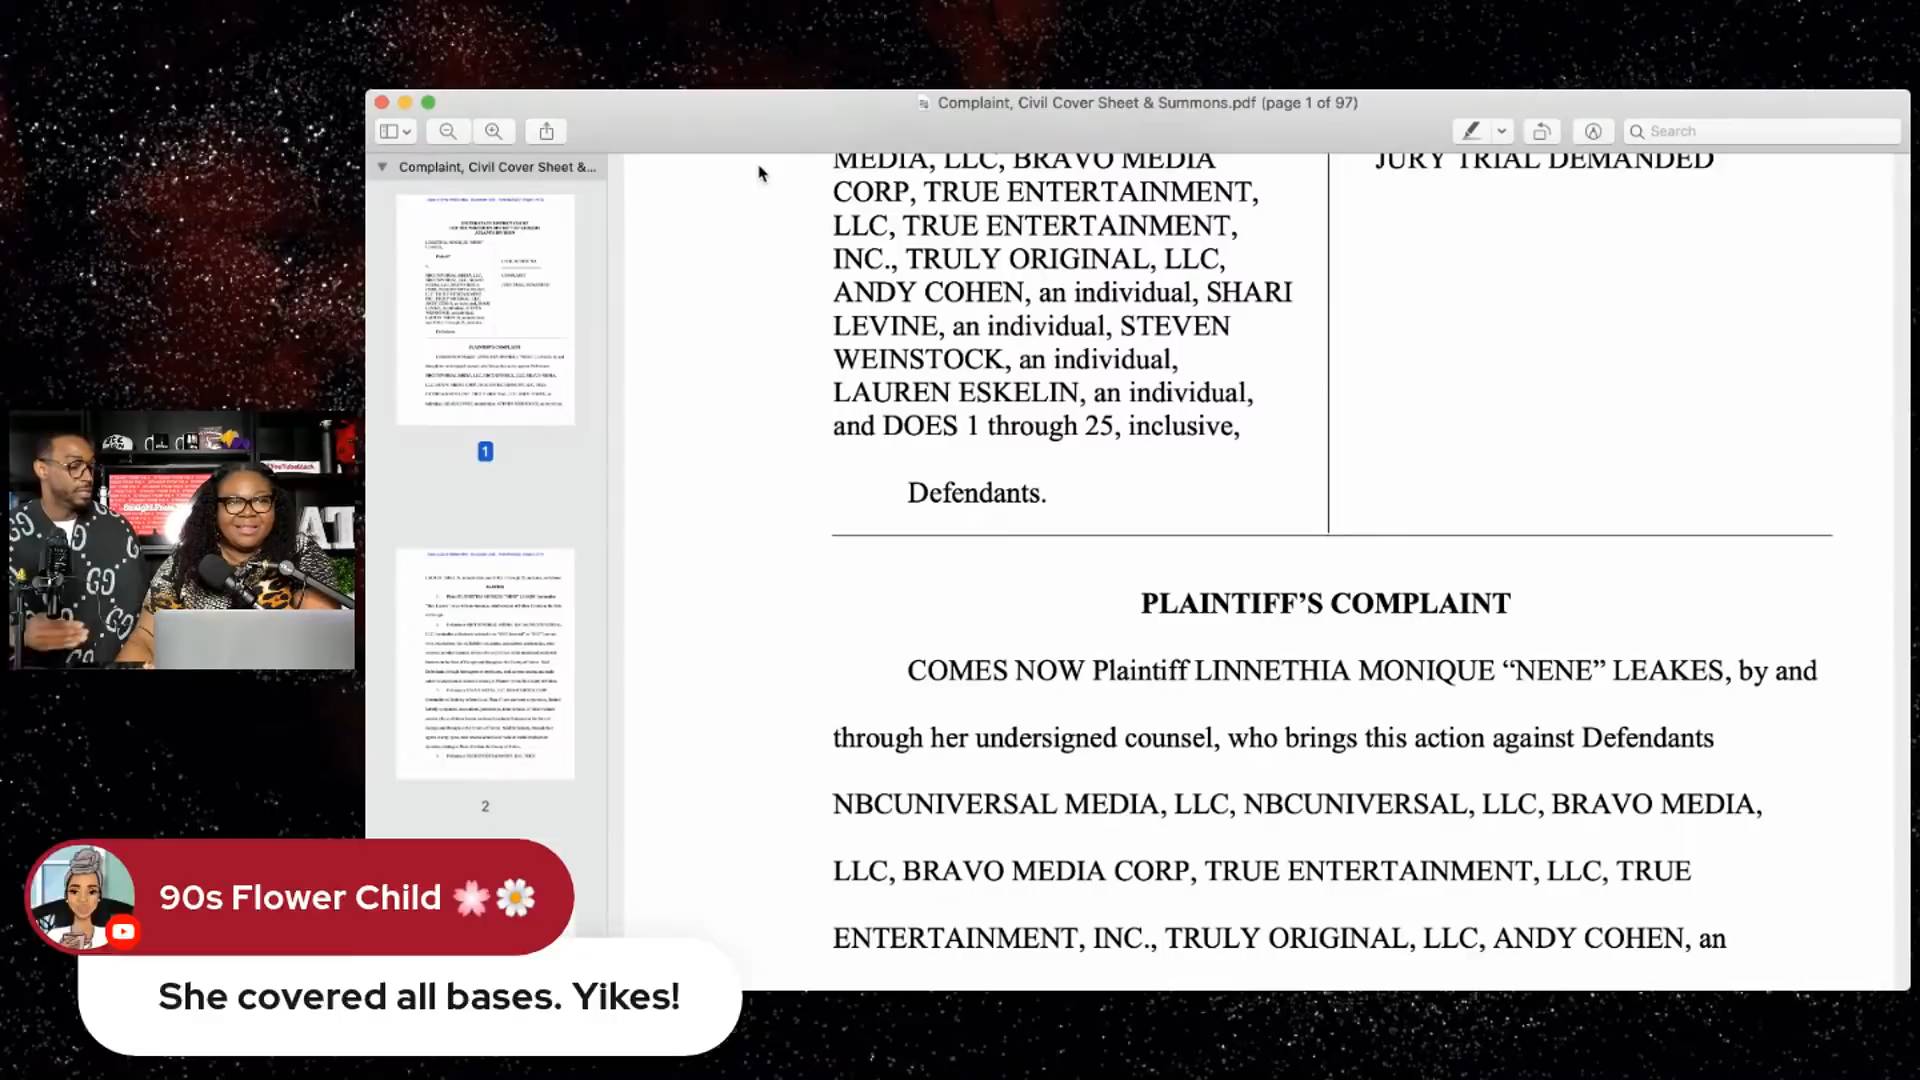 Complaint, Civil Cover Sheet & Summons.pdf (page 1 of 97)
Search
Complaint, Civil Cover Sheet &...
1
2
MEDIA, LLC, BRAVO MEDIA
CORP, TRUE ENTERTAINMENT,
LLC, TRUE ENTERTAINMENT,
INC., TRULY ORIGINAL, LLC,
ANDY COHEN, an individual, SHARI
LEVINE, an individual, STEVEN
WEINSTOCK, an individual,
LAUREN ESKELIN, an individual,
and DOES 1 through 25, inclusive,
Defendants.
JURY TRIAL DEMANDED
PLAINTIFF’S COMPLAINT
COMES NOW Plaintiff LINNETHIA MONIQUE “NENE” LEAKES, by and
through her undersigned counsel, who brings this action against Defendants
NBCUNIVERSAL MEDIA, LLC, NBCUNIVERSAL, LLC, BRAVO MEDIA,
LLC, BRAVO MEDIA CORP, TRUE ENTERTAINMENT, LLC, TRUE
ENTERTAINMENT, INC., TRULY ORIGINAL, LLC, ANDY COHEN, an
90s Flower Child 🌸🌼
She covered all bases. Yikes!